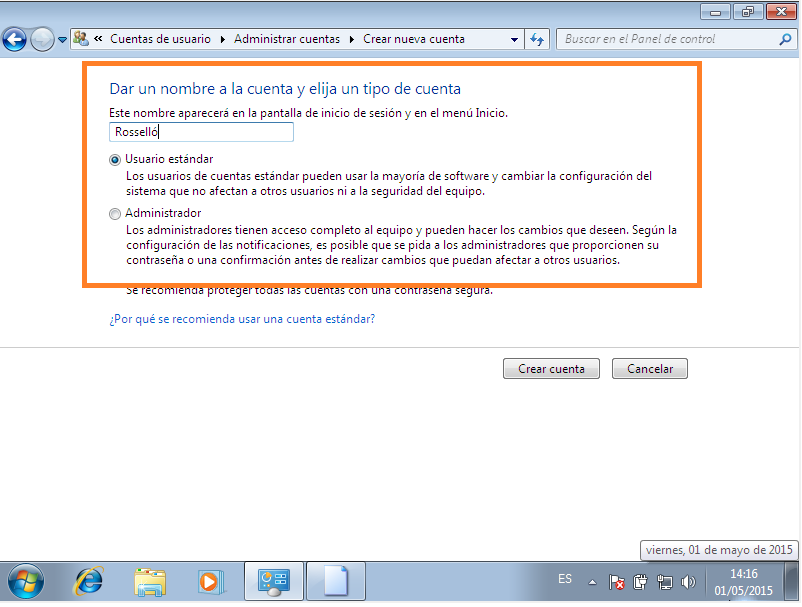 Cuentas de usuario
Administrar cuentas
Crear nueva cuenta
Buscar en el Panel de control
Dar un nombre a la cuenta y elija un tipo de cuenta
Este nombre aparecerá en la pantalla de inicio de sesión y en el menú Inicio.
Rosselló
Usuario estándar
Los usuarios de cuentas estándar pueden usar la mayoría de software y cambiar la configuración del
sistema que no afectan a otros usuarios ni a la seguridad del equipo.
Administrador
Los administradores tienen acceso completo al equipo y pueden hacer los cambios que deseen. Según la
configuración de las notificaciones, es posible que se pida a los administradores que proporcionen su
contraseña o una confirmación antes de realizar cambios que puedan afectar a otros usuarios.
Se recomienda proteger todas las cuentas con una contraseña segura.
¿Por qué se recomienda usar una cuenta estándar?
Crear cuenta
Cancelar
viernes, 01 de mayo de 2015
ES
14:16
01/05/2015